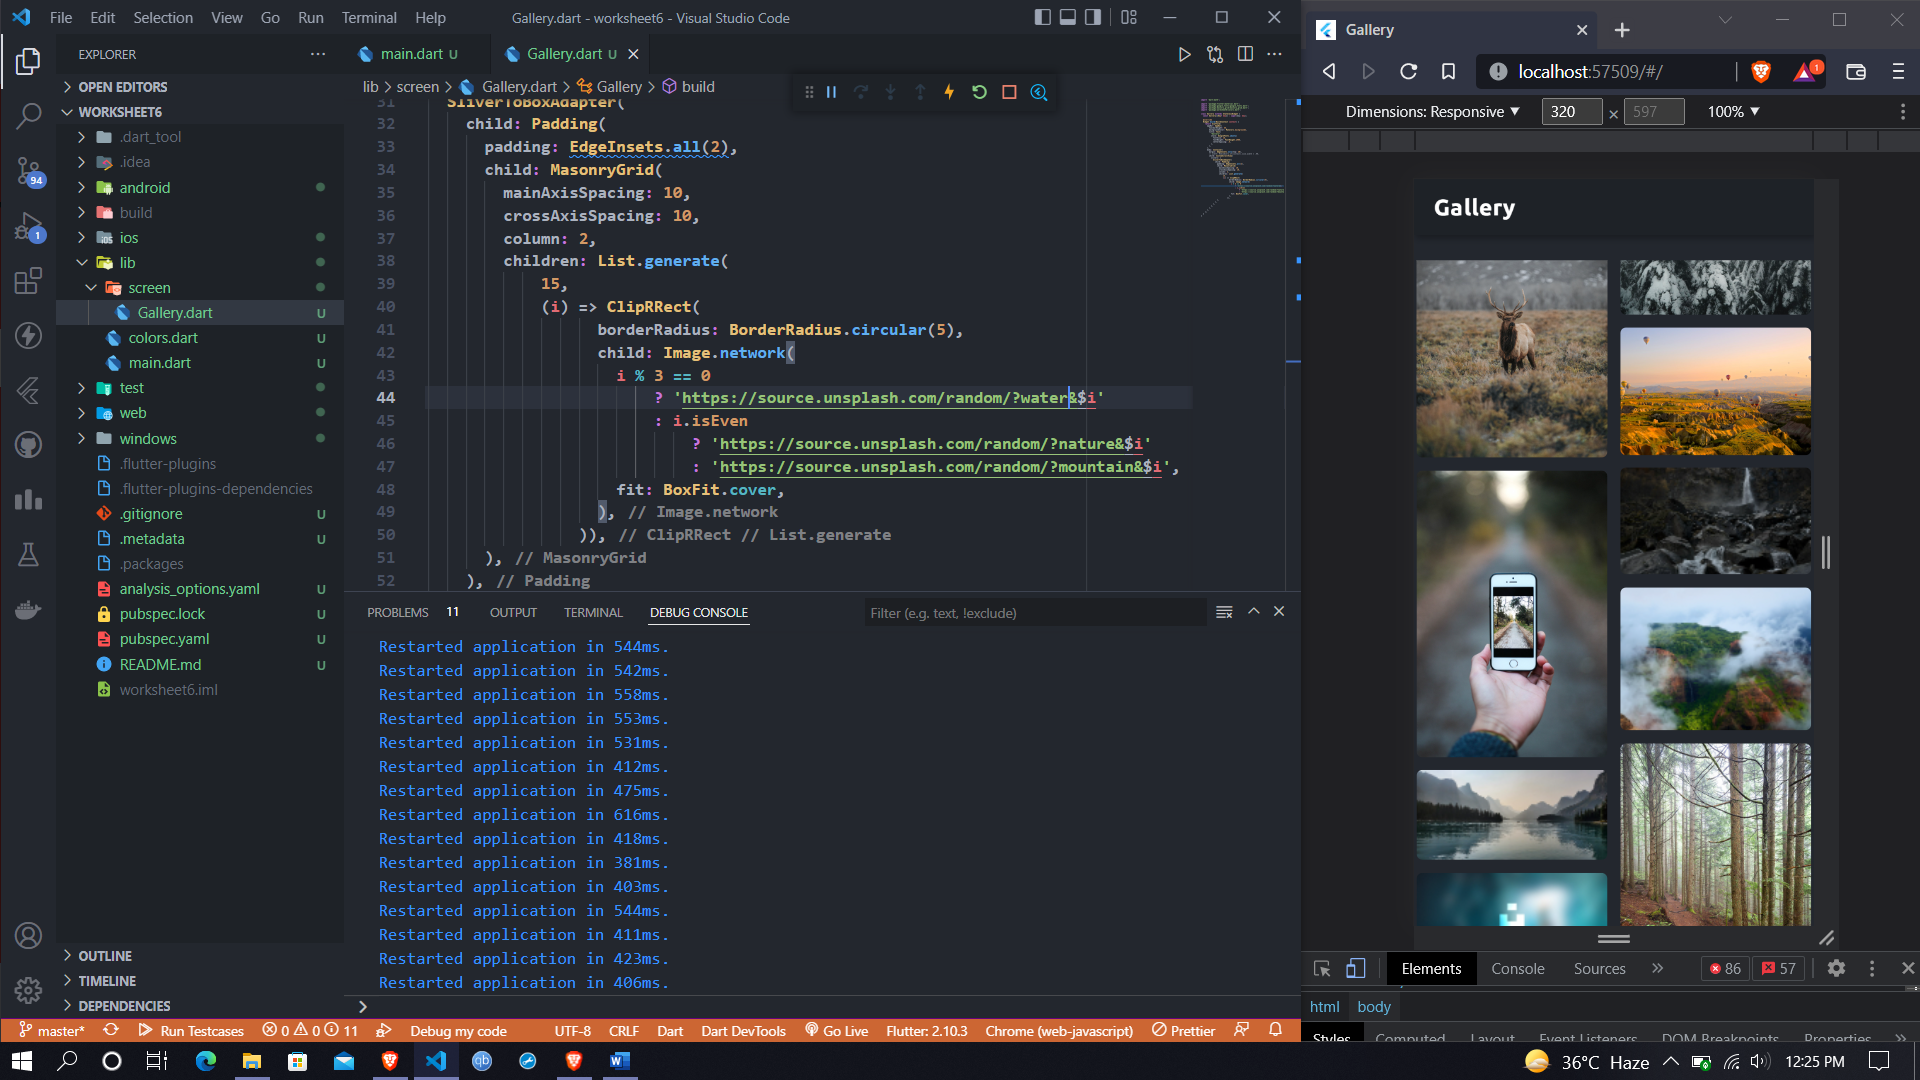 File Edit Selection View Go Run Terminal Help
Gallery.dart - worksheet6 - Visual Studio Code
EXPLORER
OPEN EDITORS
WORKSHEET6
.dart_tool
.idea
android
build
ios
lib
screen
Gallery.dart U
colors.dart U
main.dart U
test
web
windows
.flutter-plugins
.flutter-plugins-dependencies
.gitignore U
.metadata U
.packages
analysis_options.yaml U
pubspec.lock U
pubspec.yaml U
README.md U
worksheet6.iml
OUTLINE
TIMELINE
DEPENDENCIES
94
1
main.dart U
Gallery.dart U
lib > screen > Gallery.dart > Gallery > build
31 SliverToBoxAdapter(
32 child: Padding(
33 padding: EdgeInsets.all(2),
34 child: MasonryGrid(
35 mainAxisSpacing: 10,
36 crossAxisSpacing: 10,
37 column: 2,
38 children: List.generate(
39 15,
40 (i) => ClipRRect(
41 borderRadius: BorderRadius.circular(5),
42 child: Image.network(
43 i % 3 == 0
44 ? 'https://source.unsplash.com/random/?water&$i'
45 : i.isEven
46 ? 'https://source.unsplash.com/random/?nature&$i'
47 : 'https://source.unsplash.com/random/?mountain&$i',
48 fit: BoxFit.cover,
49 ), // Image.network
50 )), // ClipRRect // List.generate
51 ), // MasonryGrid
52 ), // Padding
PROBLEMS 11 OUTPUT TERMINAL DEBUG CONSOLE
Filter (e.g. text, !exclude)
Restarted application in 544ms.
Restarted application in 542ms.
Restarted application in 558ms.
Restarted application in 553ms.
Restarted application in 531ms.
Restarted application in 412ms.
Restarted application in 475ms.
Restarted application in 616ms.
Restarted application in 418ms.
Restarted application in 381ms.
Restarted application in 403ms.
Restarted application in 544ms.
Restarted application in 411ms.
Restarted application in 423ms.
Restarted application in 406ms.
master* Run Testcases 0 0 11 Debug my code UTF-8 CRLF Dart Dart DevTools Go Live Flutter: 2.10.3 Chrome (web-javascript) Prettier
Gallery
localhost:57509/#/
1
Dimensions: Responsive 320 × 597 100%
Gallery
Elements Console Sources 86 57
html body
Styles Computed Layout Event Listeners DOM Breakpoints Properties
36°C Haze 12:25 PM